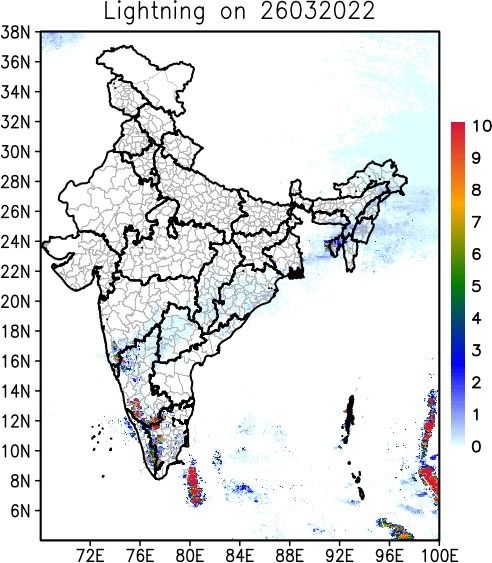 Lightning on 26032022
38N
36N
34N
32N
30N
28N
26N
24N
22N
20N
18N
16N
14N
12N
10N
8N
6N
10
9
8
7
6
5
4
3
2
1
0
72E 76E 80E 84E 88E 92E 96E 100E